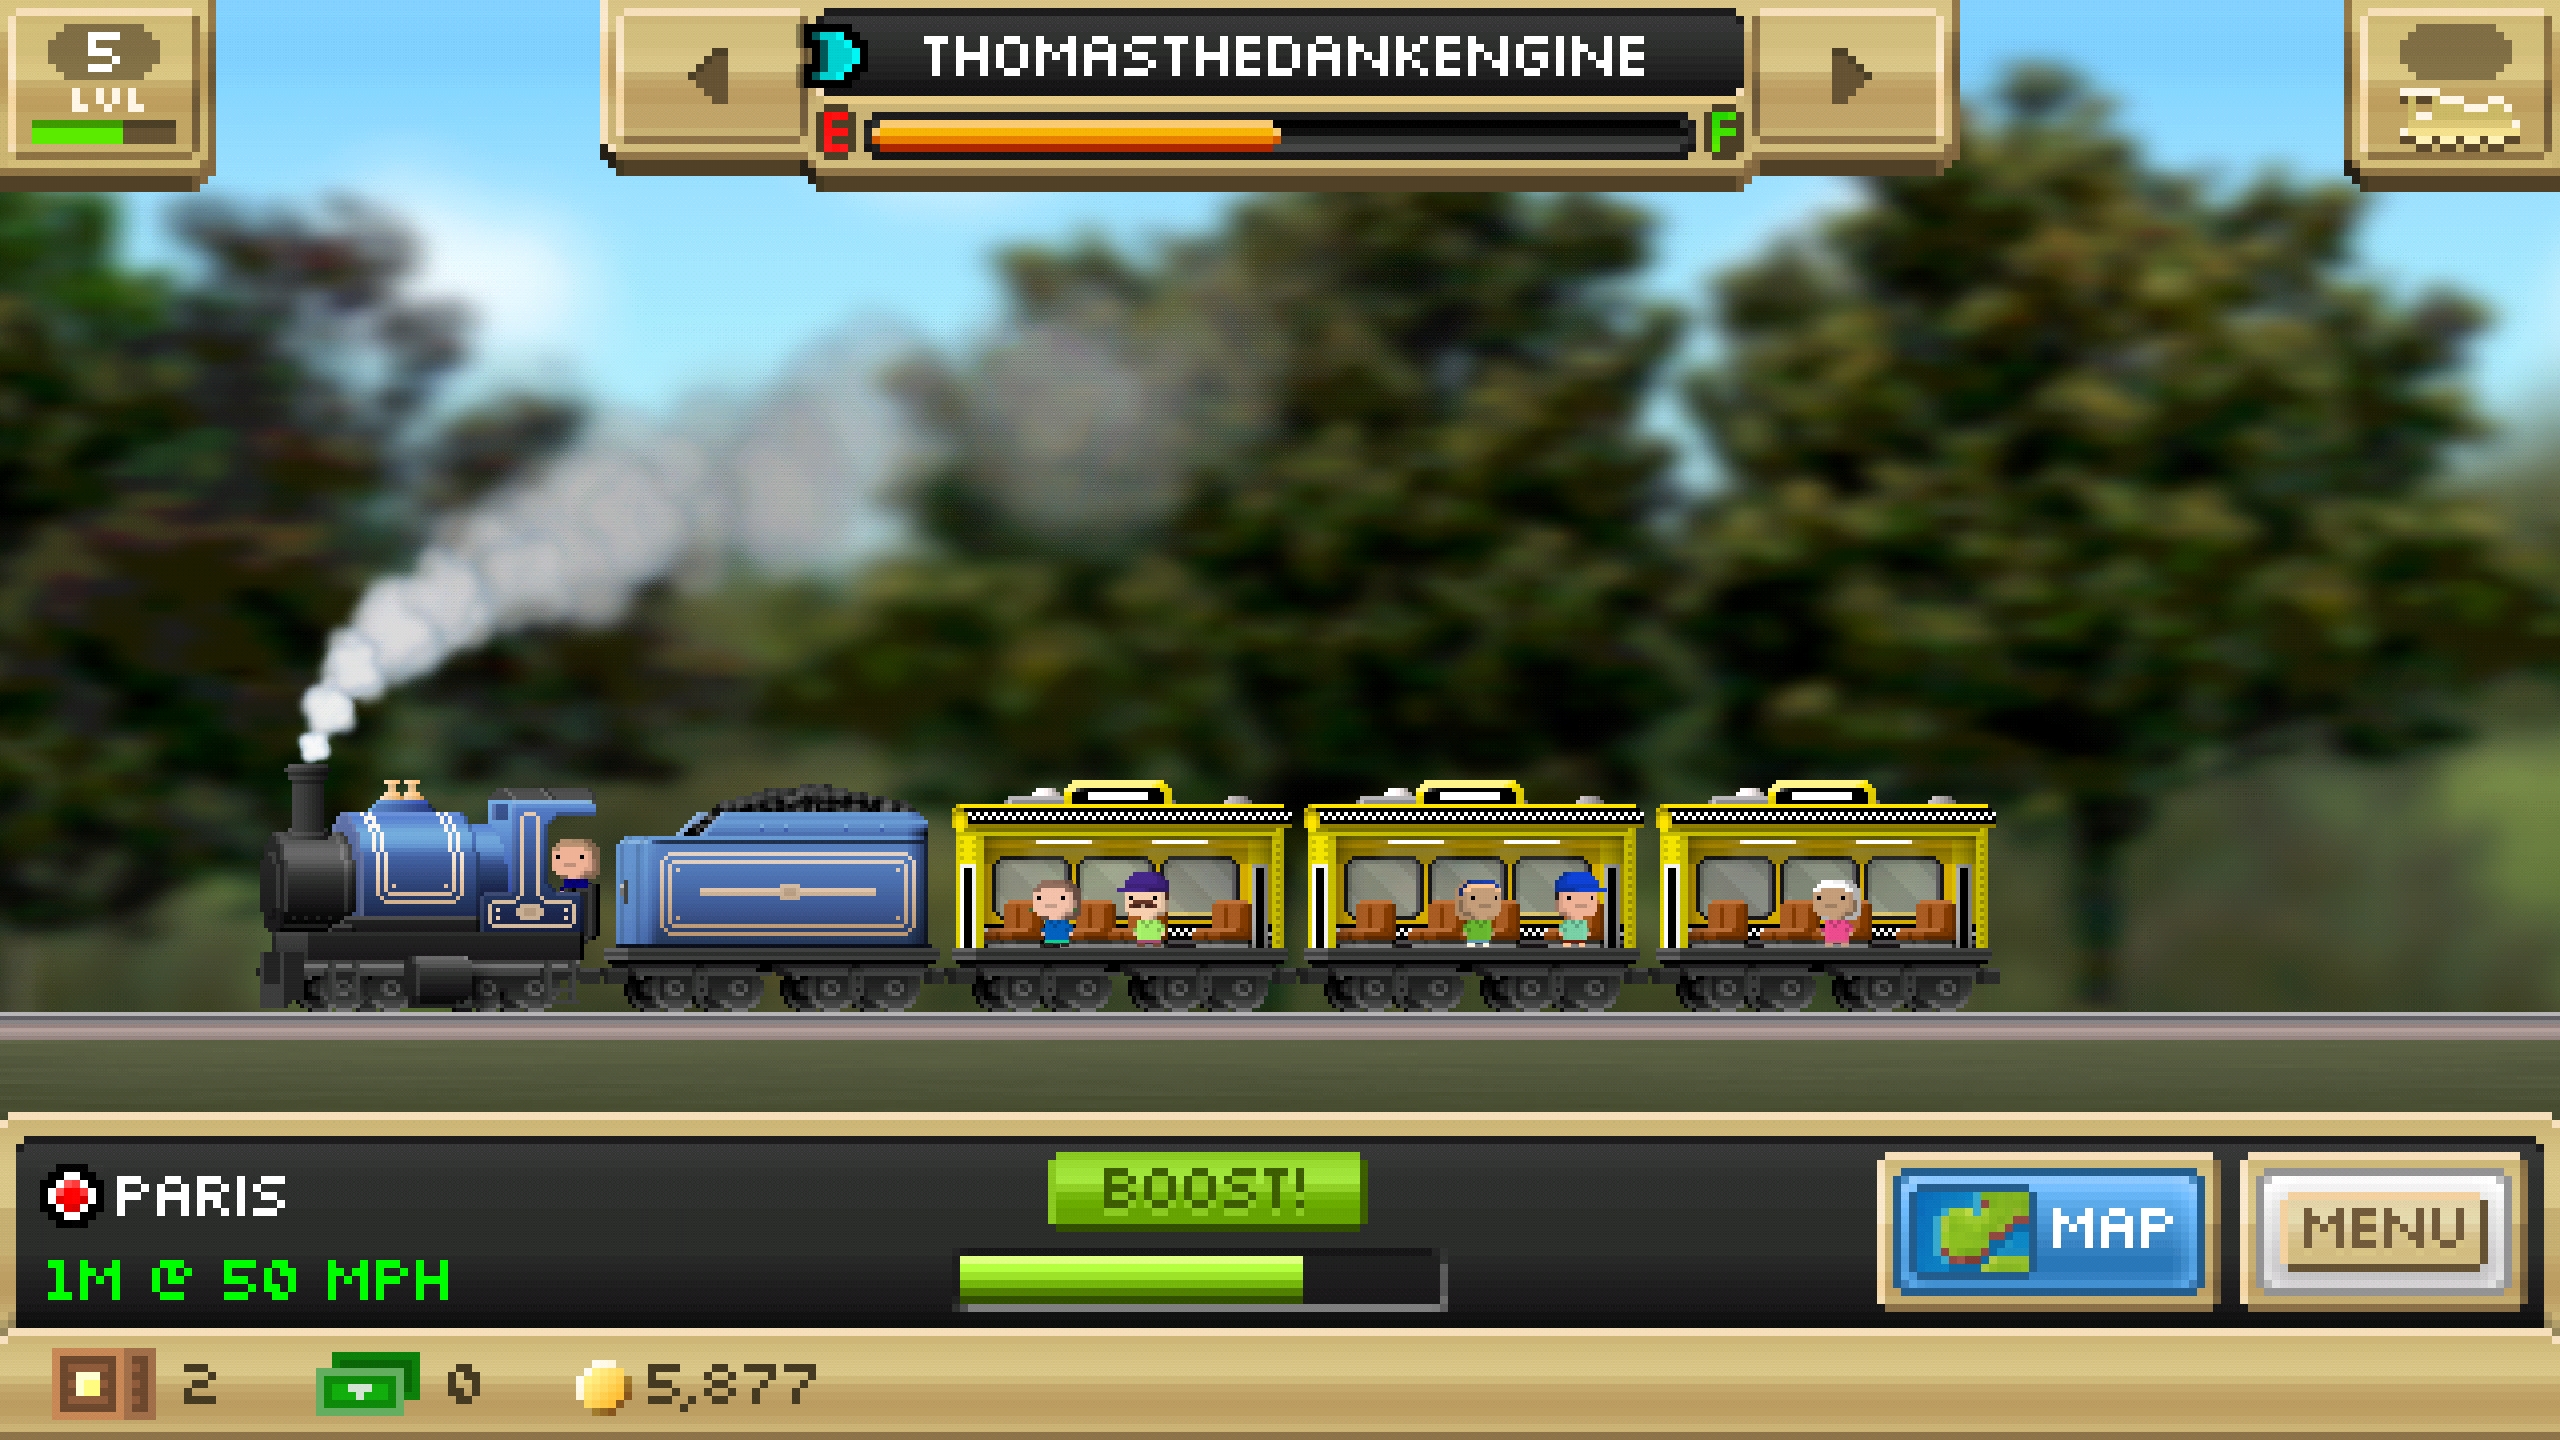 5
LVL
THOMASTHEDANKENGINE
E F
PARIS
1M @ 50 MPH
BOOST!
MAP
MENU
2
0
5,877